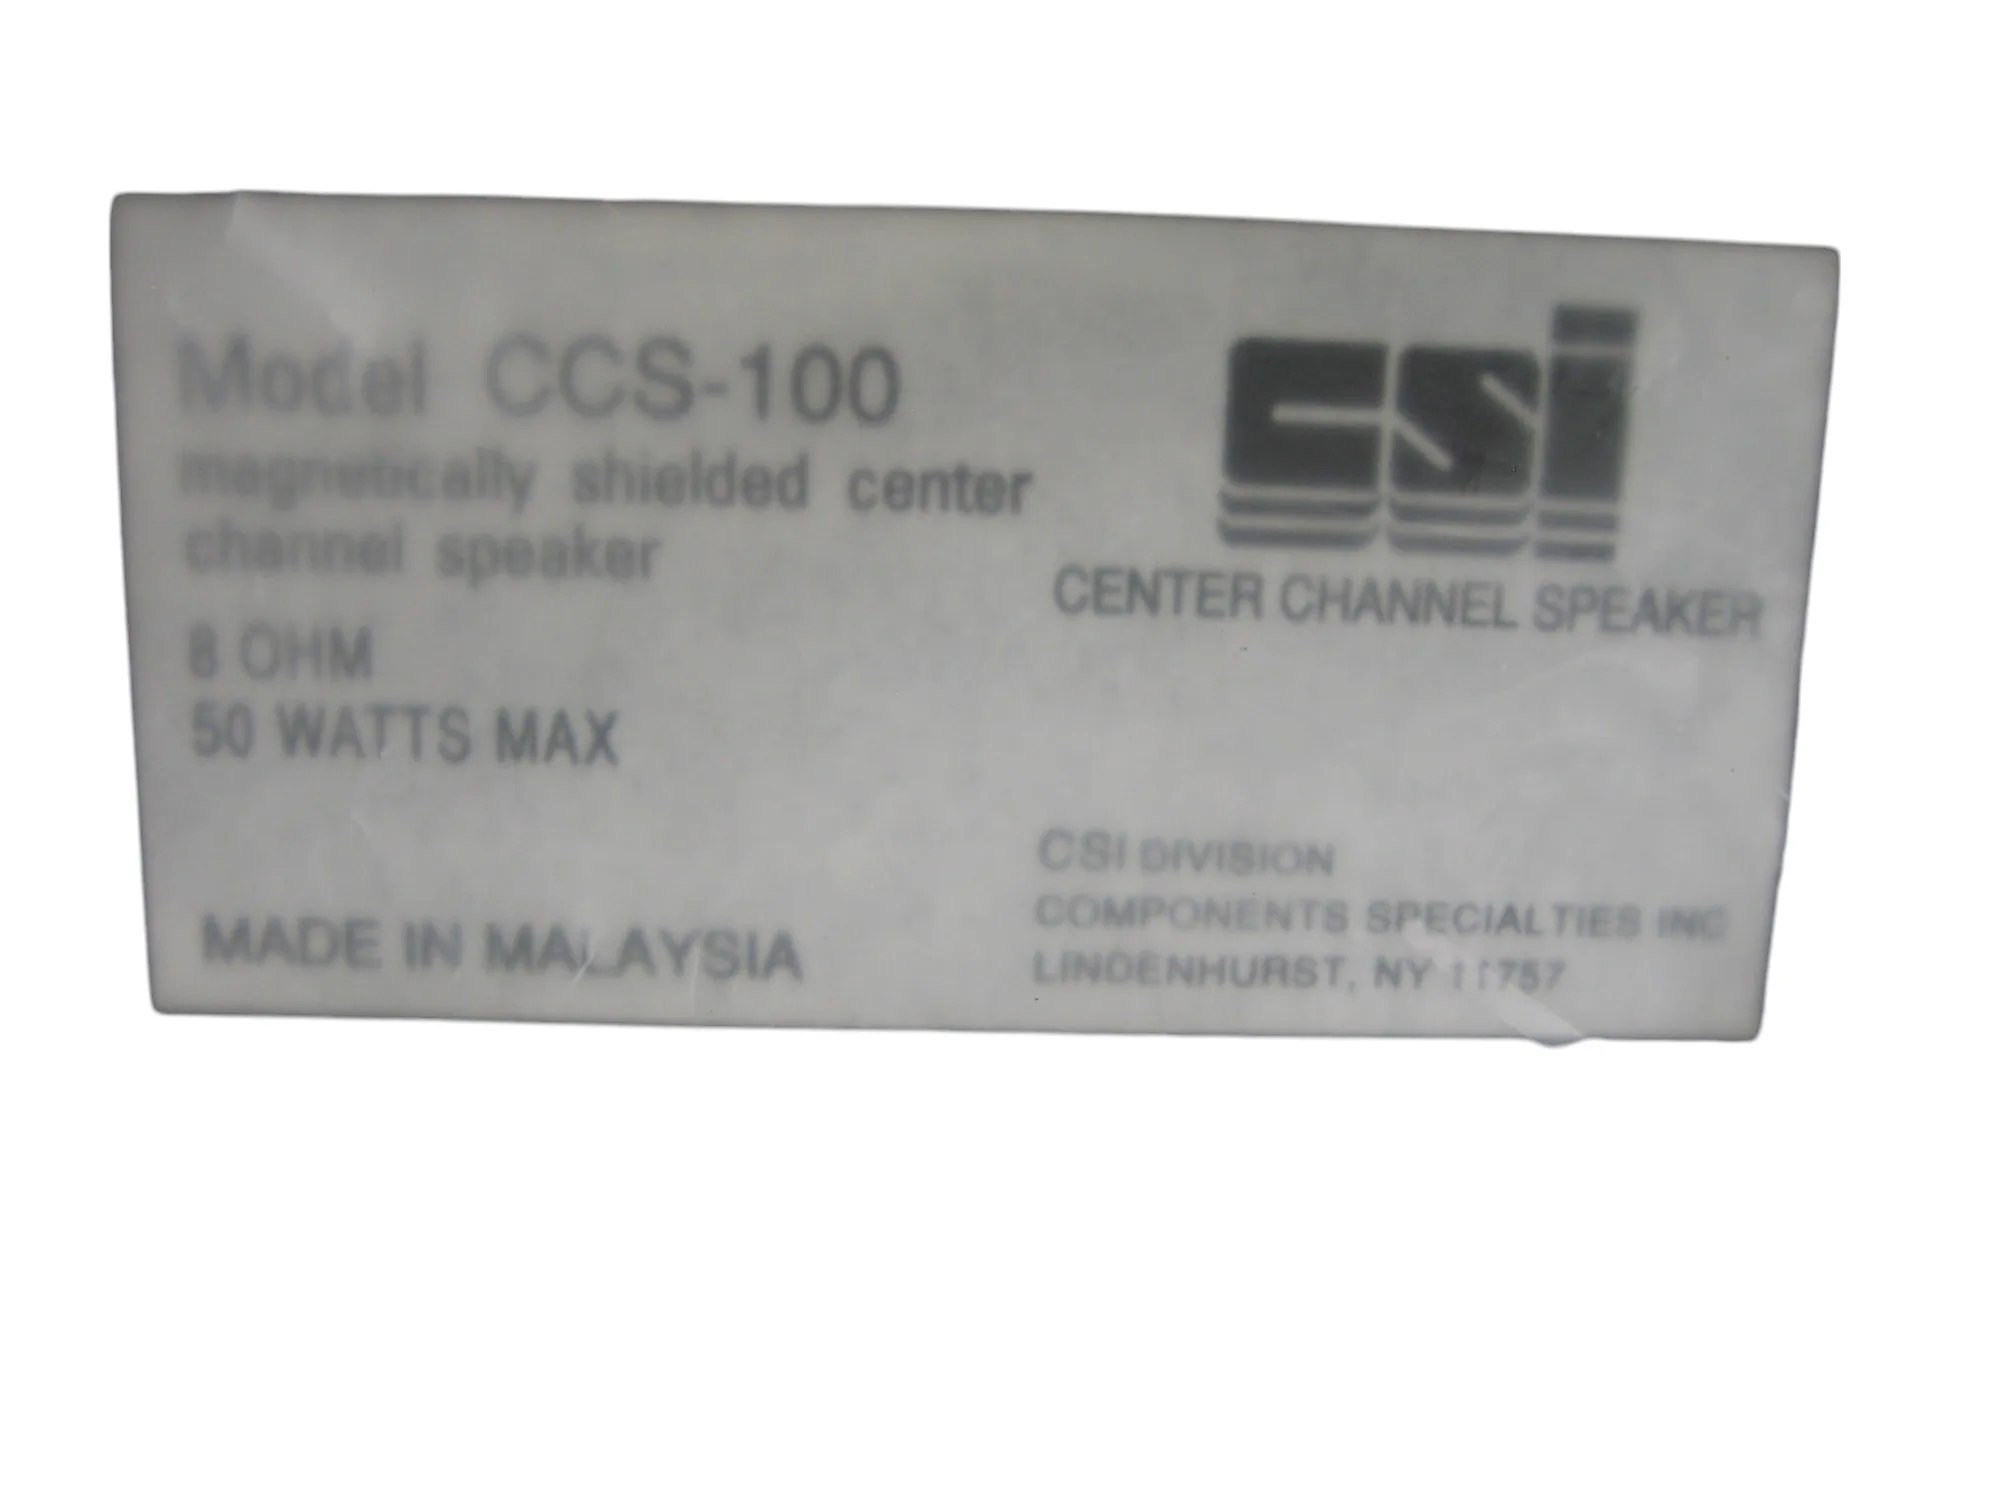 Model CCS-100
magnetically shielded center
channel speaker
8 OHM
50 WATTS MAX
MADE IN MALAYSIA
csi
CENTER CHANNEL SPEAKER
CSI DIVISION
COMPONENTS SPECIALTIES INC
LINDENHURST, NY 11757